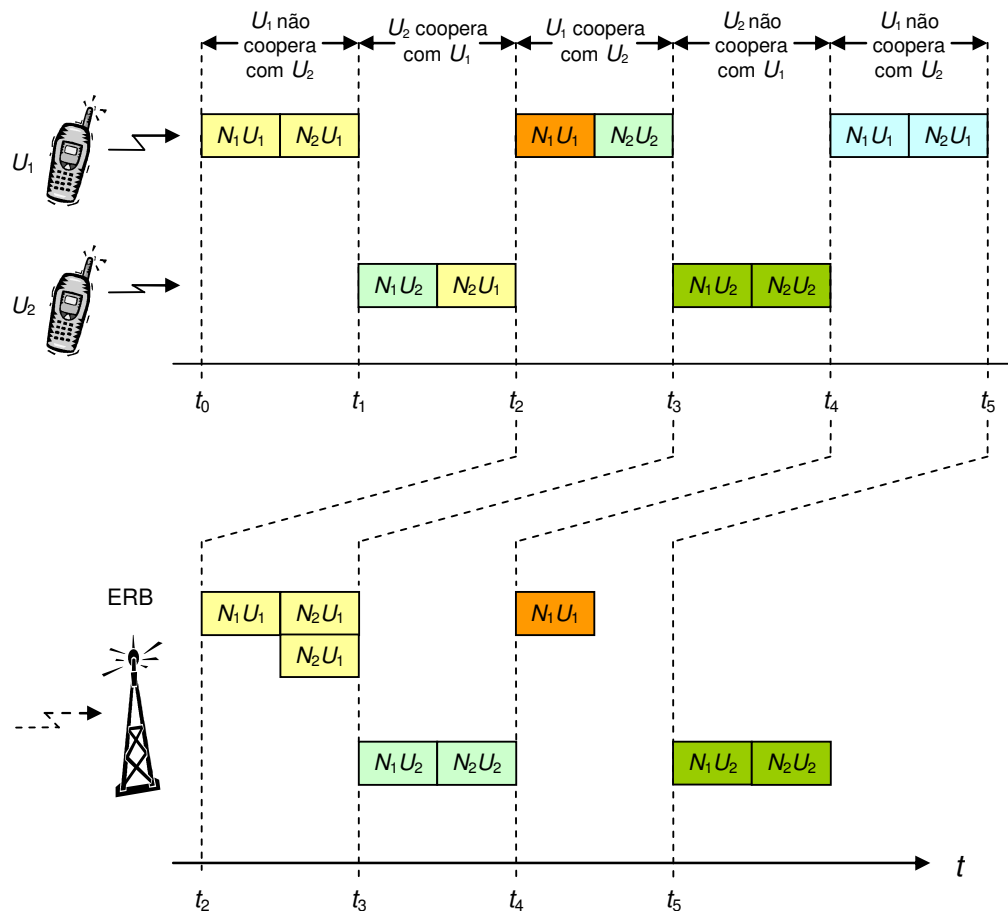 U₁ não coopera com U₂
U₂ coopera com U₁
U₁ coopera com U₂
U₂ não coopera com U₁
U₁ não coopera com U₂
U₁
N₁U₁ N₂U₁ N₁U₁ N₂U₂ N₁U₁ N₂U₁
U₂
N₁U₂ N₂U₁ N₁U₂ N₂U₂
t₀ t₁ t₂ t₃ t₄ t₅
ERB
N₁U₁ N₂U₁ N₁U₁
N₂U₁
N₁U₂ N₂U₂ N₁U₂ N₂U₂
t
t₂ t₃ t₄ t₅